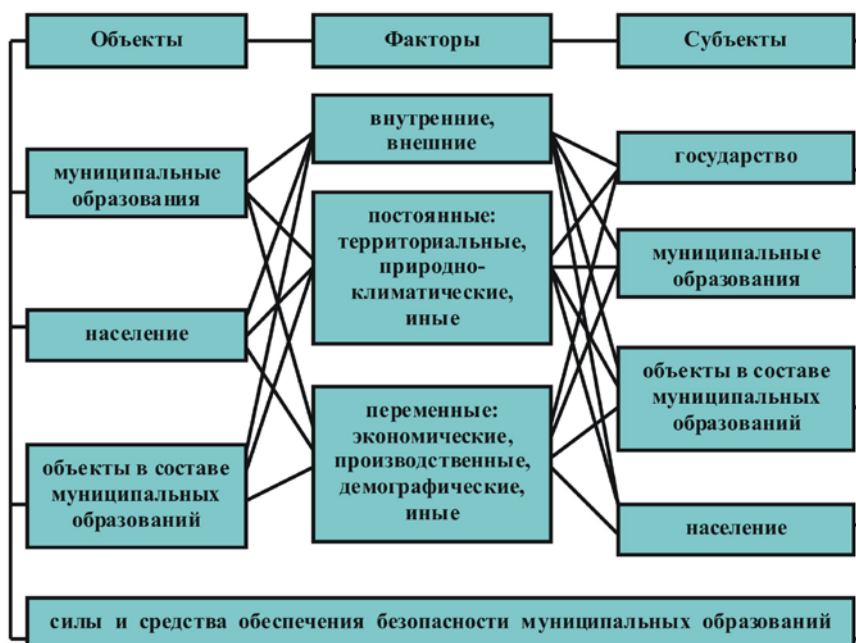 Объекты
Факторы
Субъекты
муниципальные
образования
население
объекты в составе
муниципальных
образований
внутренние,
внешние
постоянные:
территориальные,
природно-
климатические,
иные
переменные:
экономические,
производственные,
демографические,
иные
государство
муниципальные
образования
объекты в составе
муниципальных
образований
население
силы и средства обеспечения безопасности муниципальных образований